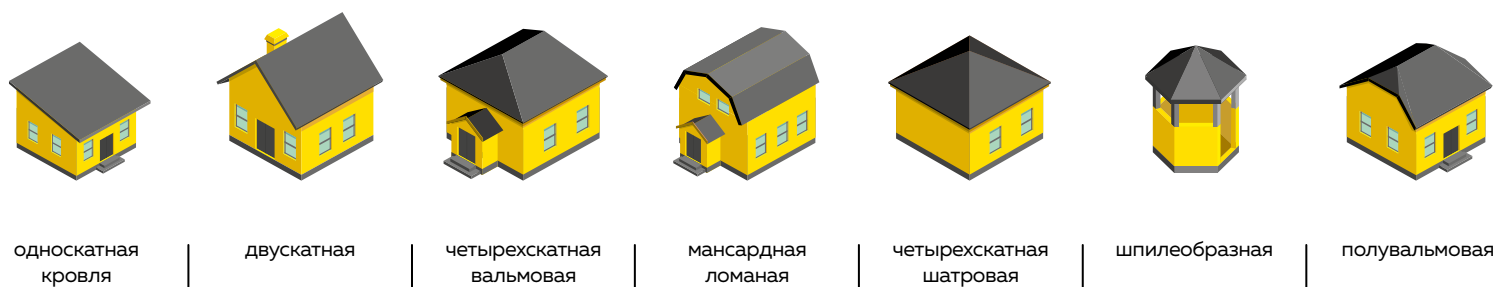 односкатная
кровля
двускатная
четырехскатная
вальмовая
мансардная
ломаная
четырехскатная
шатровая
шпилеобразная
полувальмовая